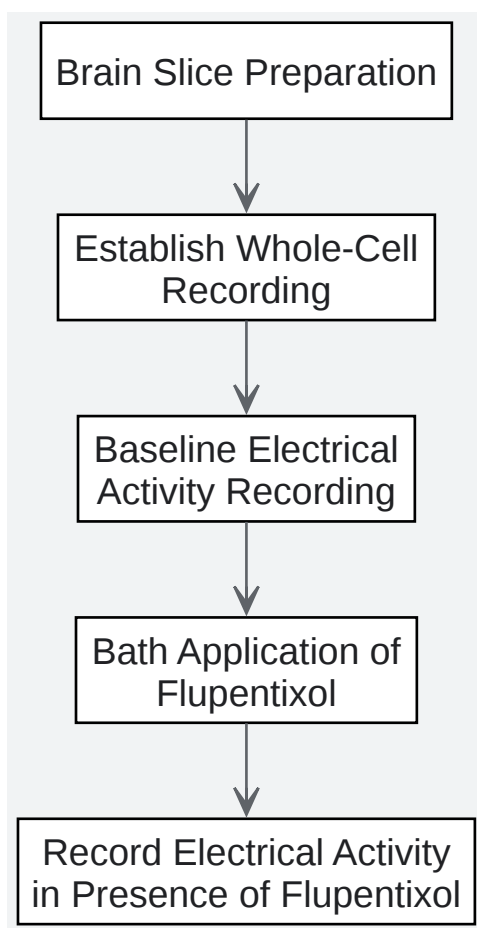 Brain Slice Preparation
Establish Whole-Cell
Recording
Baseline Electrical
Activity Recording
Bath Application of
Flupentixol
Record Electrical Activity
in Presence of Flupentixol